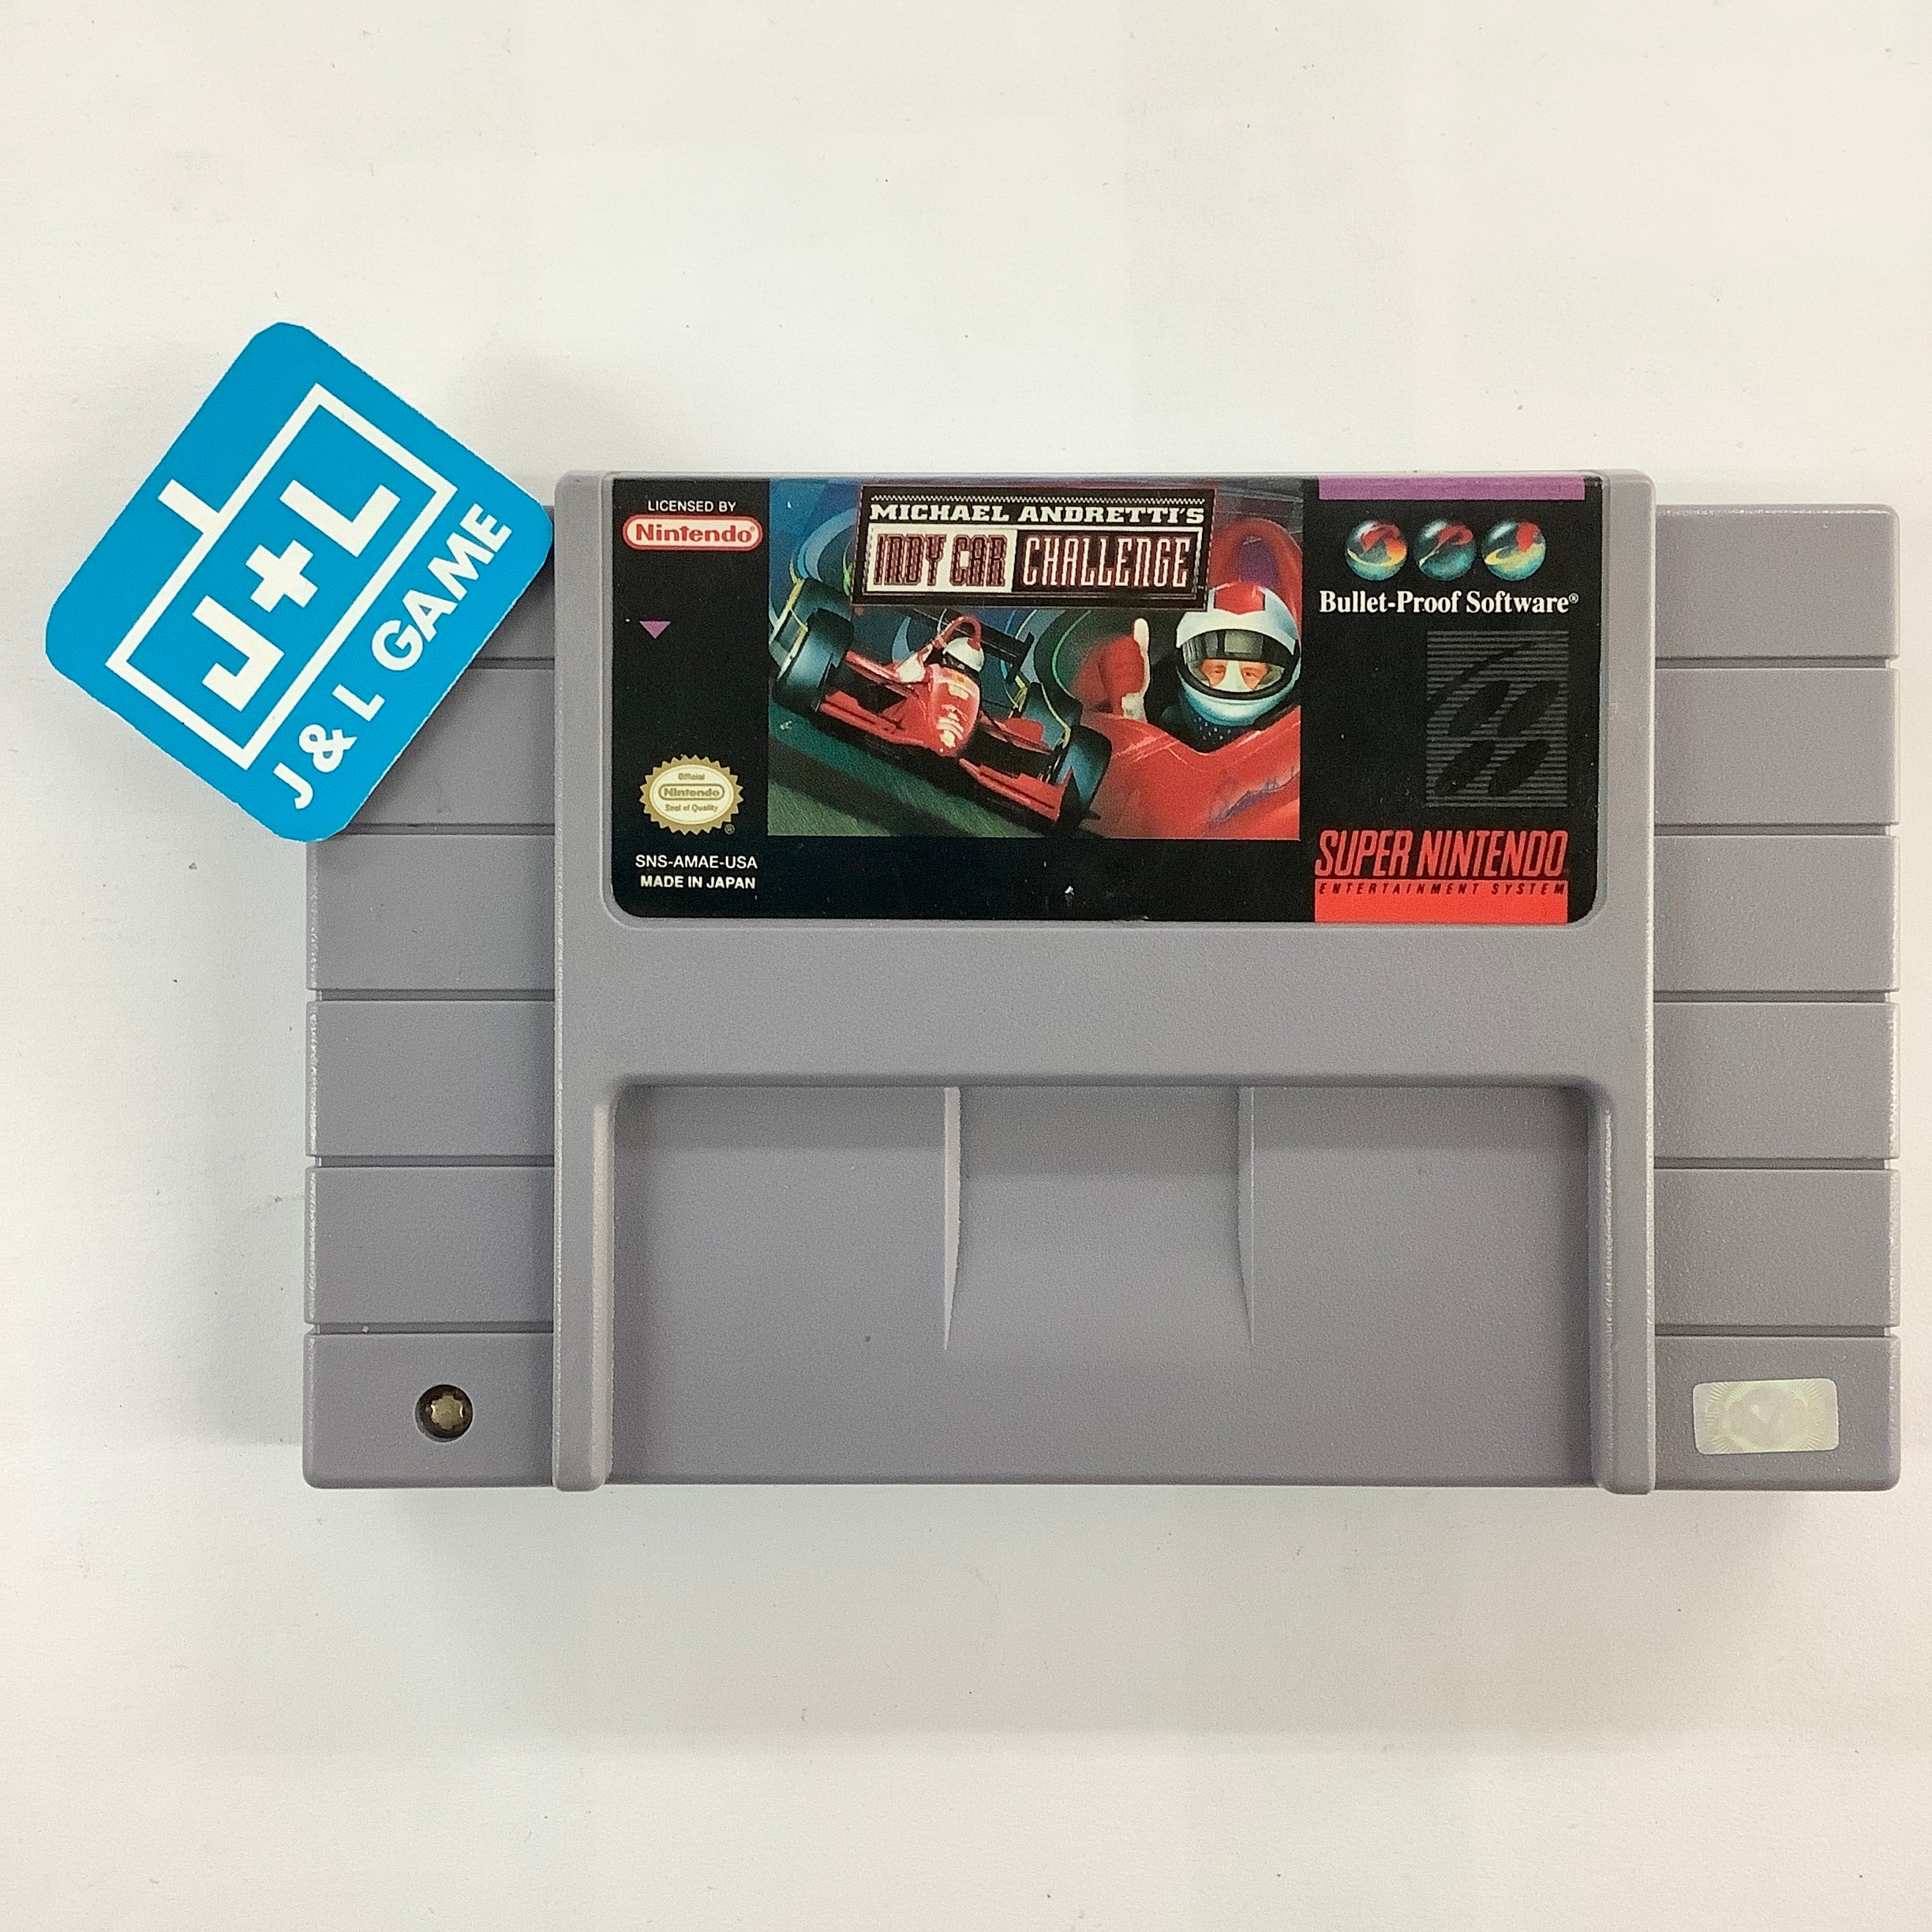 J+L
J & L GAME
LICENSED BY
Nintendo®
MICHAEL ANDRETTI'S
INDY CAR CHALLENGE
Bullet-Proof Software®
Official
Nintendo
Seal of Quality
®
SNS-AMAE-USA
MADE IN JAPAN
SUPER NINTENDO
ENTERTAINMENT SYSTEM